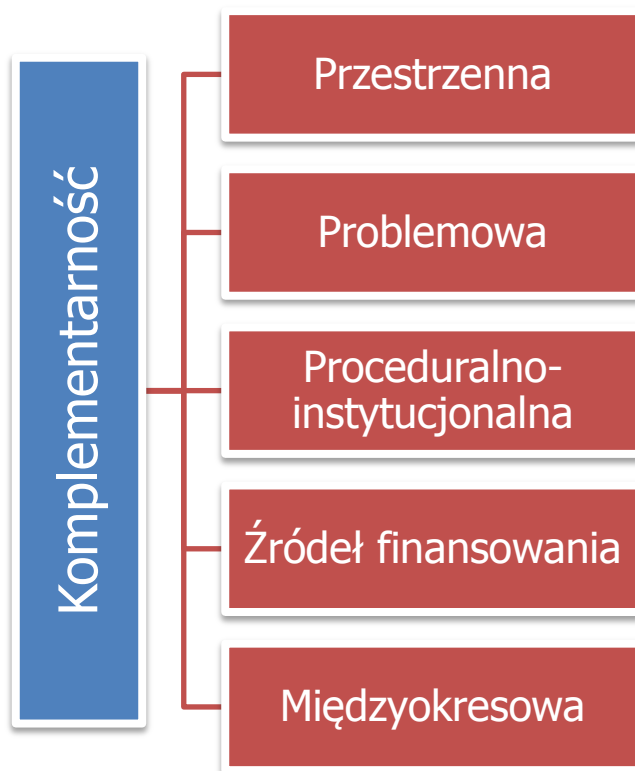 Komplementarność
Przestrzenna
Problemowa
Proceduralno-
instytucjonalna
Źródeł finansowania
Międzyokresowa